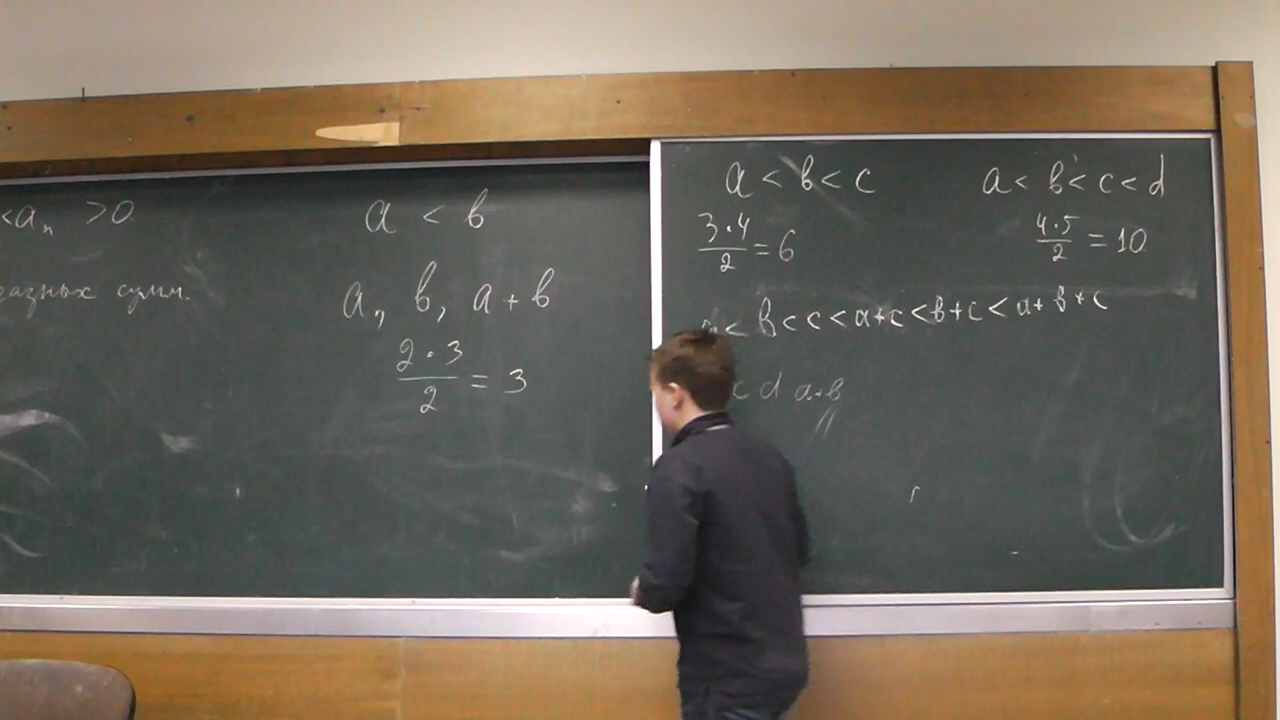 <aₙ >0
разных сумм.
a < b
a, b, a+b
2·3/2 = 3
a < b < c
3·4/2 = 6
a < b < c < d
4·5/2 = 10
< b < c < a+c < b+c < a+b+c
c d a+b